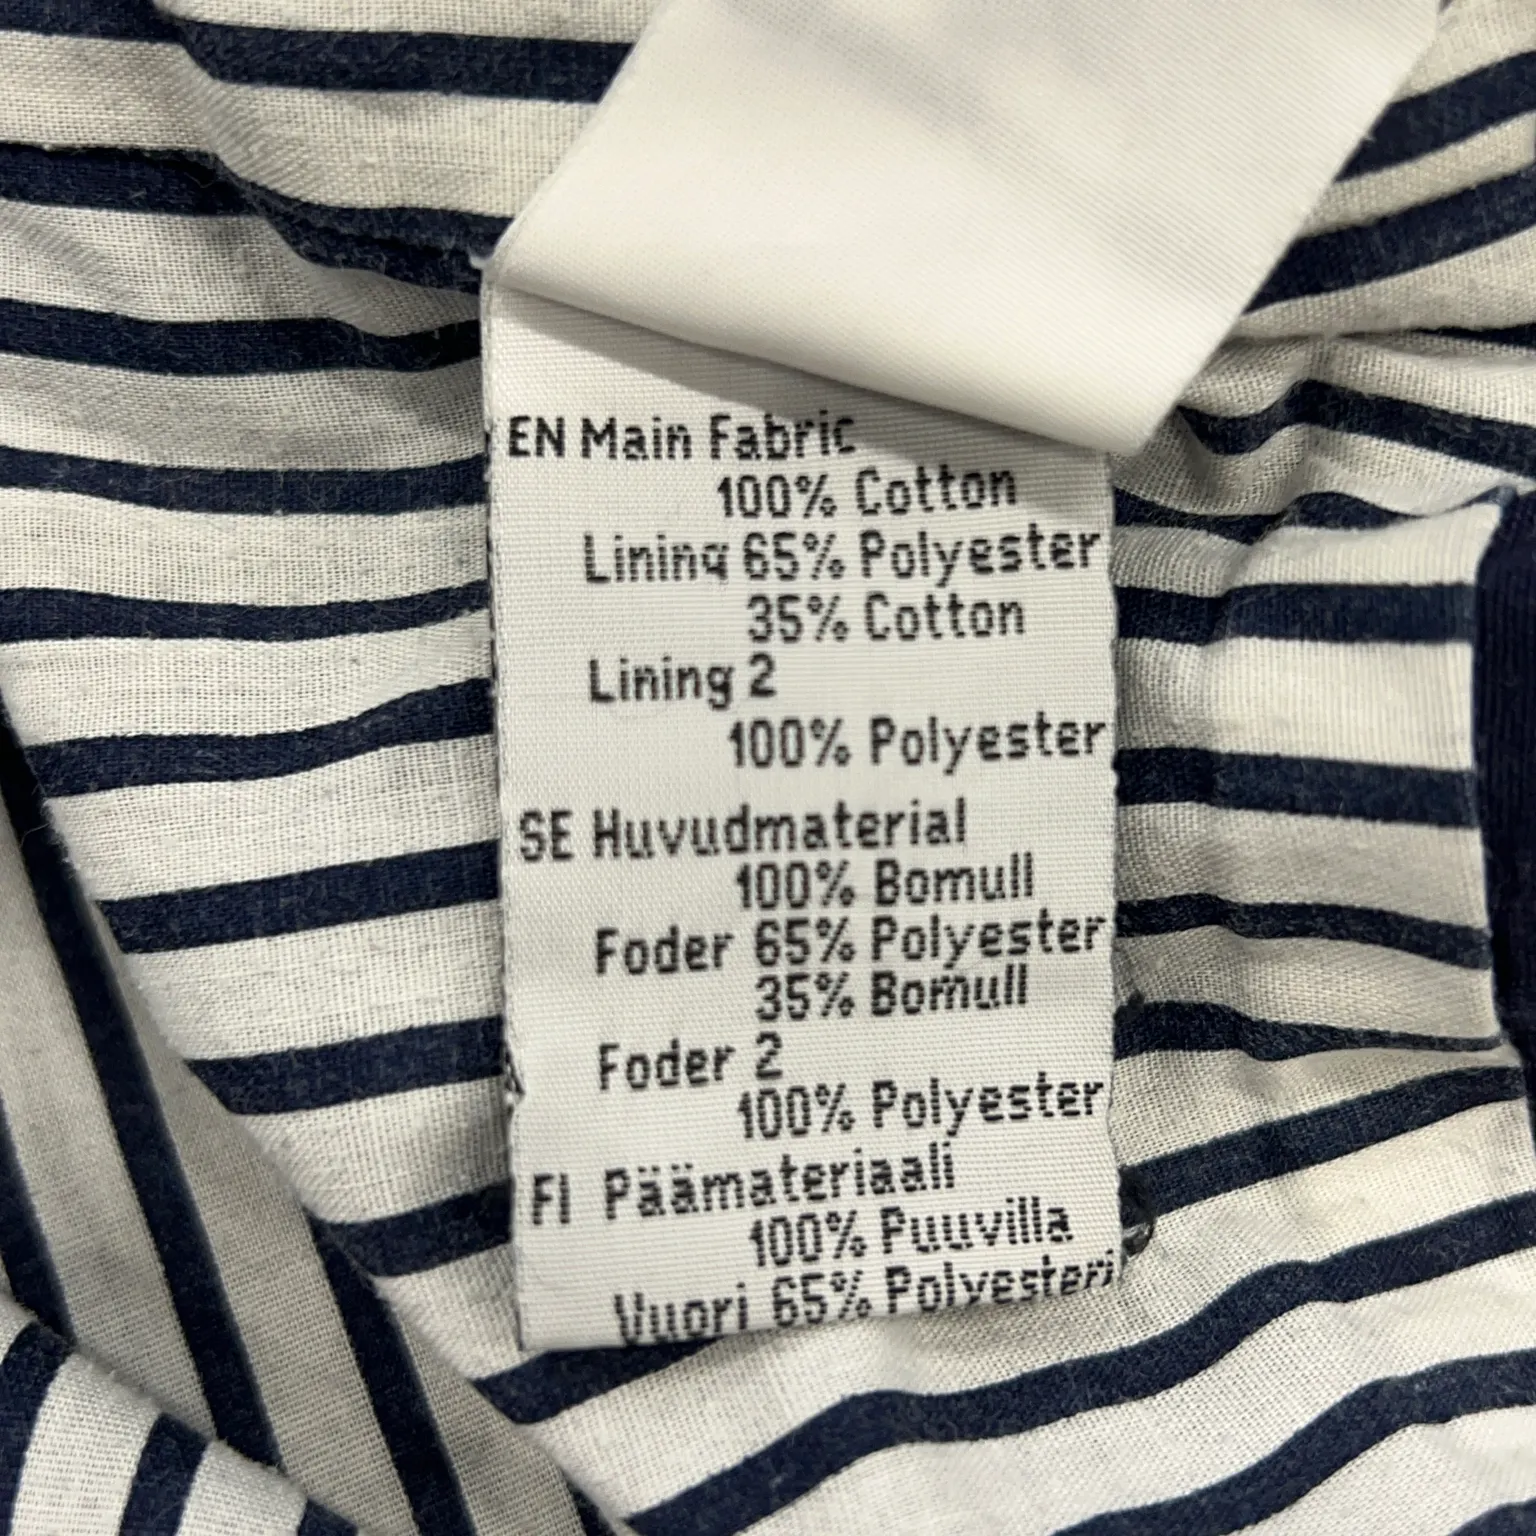 EN Main Fabric
100% Cotton
Lining 65% Polyester
35% Cotton
Lining 2
100% Polyester
SE Huvudmaterial
100% Bomull
Foder 65% Polyester
35% Bomull
Foder 2
100% Polyester
FI Päämateriaali
100% Puuvilla
Vuori 65% Polyesteri